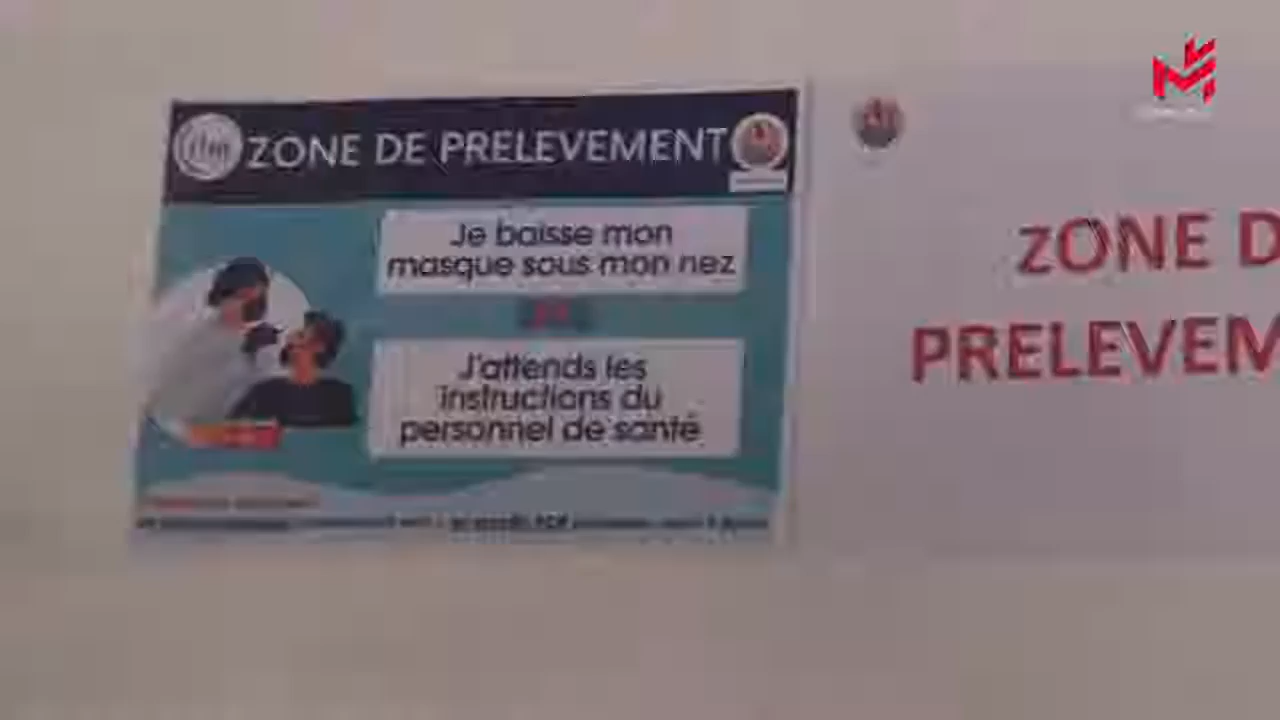 ZONE DE PRELEVEMENT
Je baisse mon
masque sous mon nez
J'attends les
instructions du
personnel de santé
ZONE D
PRELEVEM